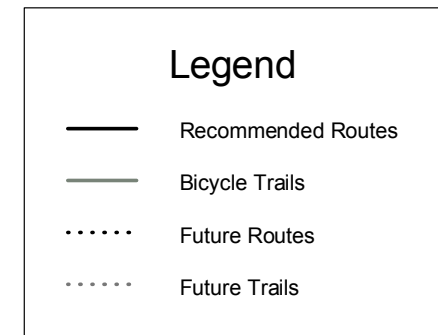 Legend
Recommended Routes
Bicycle Trails
Future Routes
Future Trails